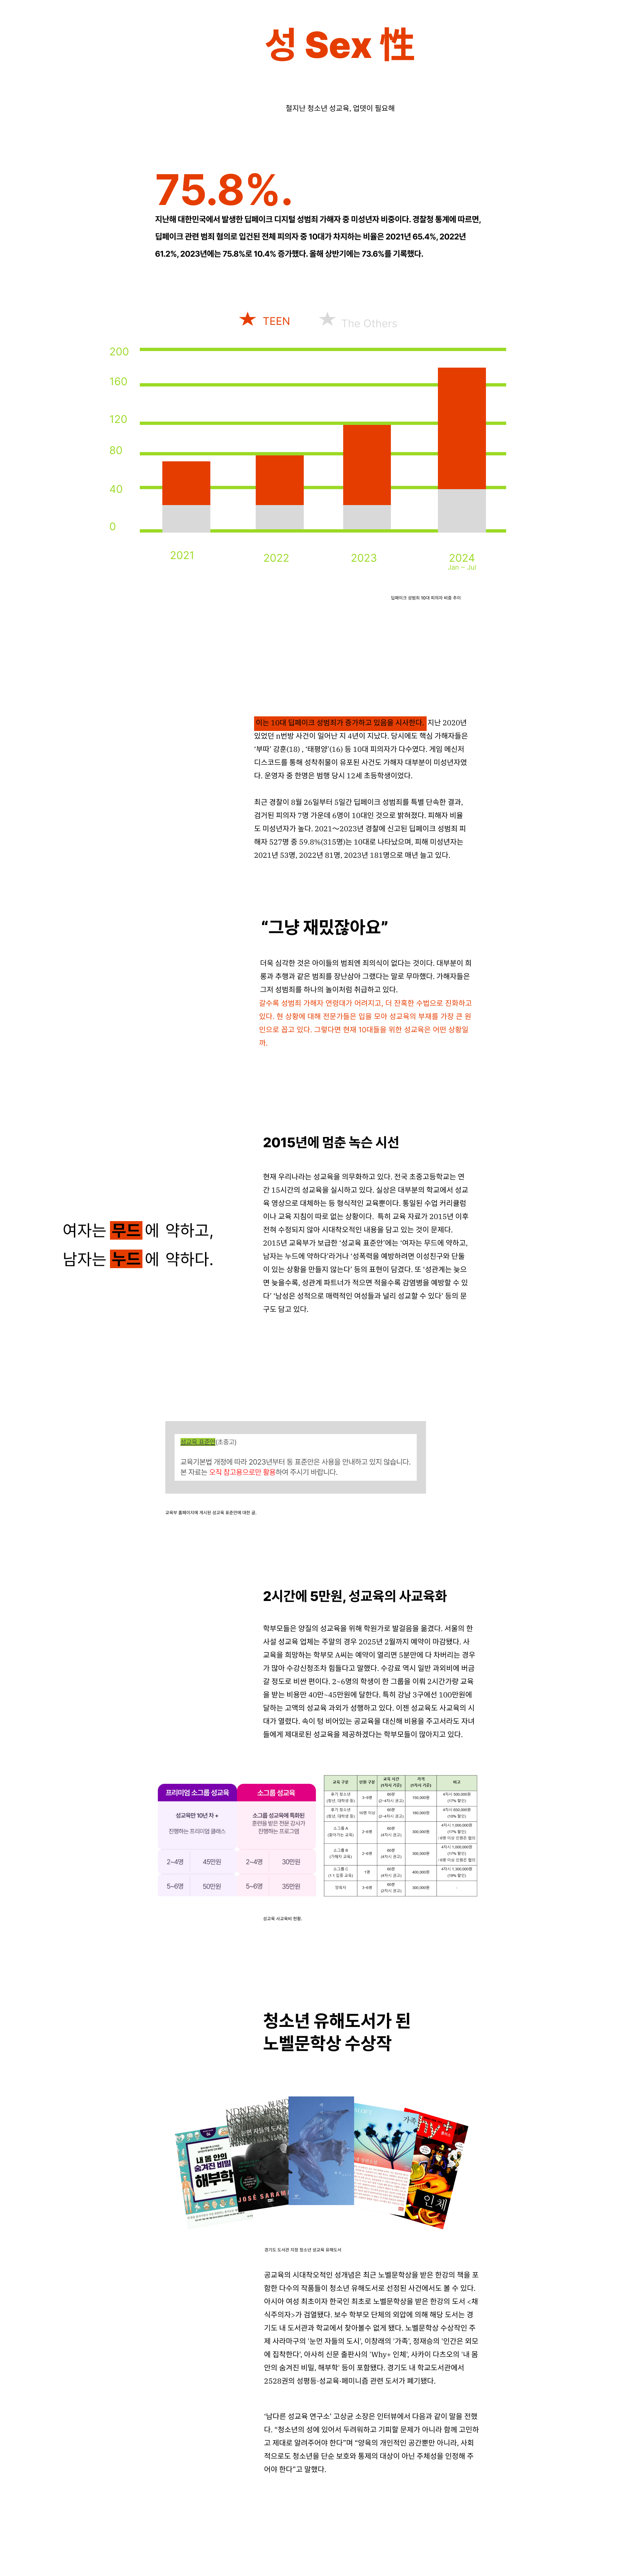 성 Sex 性
철지난 청소년 성교육, 업뎃이 필요해
75.8%.
지난해 대한민국에서 발생한 딥페이크 디지털 성범죄 가해자 중 미성년자 비중이다. 경찰청 통계에 따르면,
딥페이크 관련 범죄 혐의로 입건된 전체 피의자 중 10대가 차지하는 비율은 2021년 65.4%, 2022년
61.2%, 2023년에는 75.8%로 10.4% 증가했다. 올해 상반기에는 73.6%를 기록했다.
TEEN
The Others
200
160
120
80
40
0
2021
2022
2023
2024
Jan ~ Jul
딥페이크 성범죄 10대 피의자 비중 추이
이는 10대 딥페이크 성범죄가 증가하고 있음을 시사한다. 지난 2020년
있었던 n번방 사건이 일어난 지 4년이 지났다. 당시에도 핵심 가해자들은
‘부따’ 강훈(18) , ‘태평양’(16) 등 10대 피의자가 다수였다. 게임 메신저
디스코드를 통해 성착취물이 유포된 사건도 가해자 대부분이 미성년자였
다. 운영자 중 한명은 범행 당시 12세 초등학생이었다.
최근 경찰이 8월 26일부터 5일간 딥페이크 성범죄를 특별 단속한 결과,
검거된 피의자 7명 가운데 6명이 10대인 것으로 밝혀졌다. 피해자 비율
도 미성년자가 높다. 2021～2023년 경찰에 신고된 딥페이크 성범죄 피
해자 527명 중 59.8%(315명)는 10대로 나타났으며, 피해 미성년자는
2021년 53명, 2022년 81명, 2023년 181명으로 매년 늘고 있다.
“그냥 재밌잖아요”
더욱 심각한 것은 아이들의 범죄엔 죄의식이 없다는 것이다. 대부분이 희
롱과 추행과 같은 범죄를 장난삼아 그랬다는 말로 무마했다. 가해자들은
그저 성범죄를 하나의 놀이처럼 취급하고 있다.
갈수록 성범죄 가해자 연령대가 어려지고, 더 잔혹한 수법으로 진화하고
있다. 현 상황에 대해 전문가들은 입을 모아 성교육의 부재를 가장 큰 원
인으로 꼽고 있다. 그렇다면 현재 10대들을 위한 성교육은 어떤 상황일
까.
2015년에 멈춘 녹슨 시선
현재 우리나라는 성교육을 의무화하고 있다. 전국 초중고등학교는 연
간 15시간의 성교육을 실시하고 있다. 실상은 대부분의 학교에서 성교
육 영상으로 대체하는 등 형식적인 교육뿐이다. 통일된 수업 커리큘럼
이나 교육 지침이 따로 없는 상황이다. 특히 교육 자료가 2015년 이후
전혀 수정되지 않아 시대착오적인 내용을 담고 있는 것이 문제다.
2015년 교육부가 보급한 ‘성교육 표준안’에는 ‘여자는 무드에 약하고,
남자는 누드에 약하다’라거나 ‘성폭력을 예방하려면 이성친구와 단둘
이 있는 상황을 만들지 않는다’ 등의 표현이 담겼다. 또 ‘성관계는 늦으
면 늦을수록, 성관계 파트너가 적으면 적을수록 감염병을 예방할 수 있
다’ ‘남성은 성적으로 매력적인 여성들과 널리 성교할 수 있다’ 등의 문
구도 담고 있다.
여자는 무드에 약하고,
남자는 누드에 약하다.
성교육 표준안(초중고)
교육기본법 개정에 따라 2023년부터 동 표준안은 사용을 안내하고 있지 않습니다.
본 자료는 오직 참고용으로만 활용하여 주시기 바랍니다.
교육부 홈페이지에 게시된 성교육 표준안에 대한 글.
2시간에 5만원, 성교육의 사교육화
학부모들은 양질의 성교육을 위해 학원가로 발걸음을 옮겼다. 서울의 한
사설 성교육 업체는 주말의 경우 2025년 2월까지 예약이 마감됐다. 사
교육을 희망하는 학부모 A씨는 예약이 열리면 5분만에 다 차버리는 경우
가 많아 수강신청조차 힘들다고 말했다. 수강료 역시 일반 과외비에 버금
갈 정도로 비싼 편이다. 2~6명의 학생이 한 그룹을 이뤄 2시간가량 교육
을 받는 비용만 40만~45만원에 달한다. 특히 강남 3구에선 100만원에
달하는 고액의 성교육 과외가 성행하고 있다. 이젠 성교육도 사교육의 시
대가 열렸다. 속이 텅 비어있는 공교육을 대신해 비용을 주고서라도 자녀
들에게 제대로된 성교육을 제공하겠다는 학부모들이 많아지고 있다.
프리미엄 소그룹 성교육
소그룹 성교육
성교육만 10년 차 +
진행하는 프리미엄 클래스
소그룹 성교육에 특화된
훈련을 받은 전문 강사가
진행하는 프로그램
2~4명 45만원 2~4명 30만원
5~6명 50만원 5~6명 35만원
교육 구분
인원 구분
비고
성교육 사교육비 현황.
청소년 유해도서가 된
노벨문학상 수상작
내 몸 안의
숨겨진 비밀
해부학
JOSÉ SARAMA
가족
인체
경기도 도서관 지정 청소년 성교육 유해도서
공교육의 시대착오적인 성개념은 최근 노벨문학상을 받은 한강의 책을 포
함한 다수의 작품들이 청소년 유해도서로 선정된 사건에서도 볼 수 있다.
아시아 여성 최초이자 한국인 최초로 노벨문학상을 받은 한강의 도서 <채
식주의자>가 검열됐다. 보수 학부모 단체의 외압에 의해 해당 도서는 경
기도 내 도서관과 학교에서 찾아볼수 없게 됐다. 노벨문학상 수상작인 주
제 사라마구의 '눈먼 자들의 도시', 이창래의 '가족', 정재승의 '인간은 외모
에 집착한다', 아사히 신문 출판사의 'Why+ 인체', 사카이 다츠오의 '내 몸
안의 숨겨진 비밀, 해부학' 등이 포함됐다. 경기도 내 학교도서관에서
2528권의 성평등-성교육-페미니즘 관련 도서가 폐기됐다.
‘남다른 성교육 연구소’ 고상균 소장은 인터뷰에서 다음과 같이 말을 전했
다. “청소년의 성에 있어서 두려워하고 기피할 문제가 아니라 함께 고민하
고 제대로 알려주어야 한다”며 “양육의 개인적인 공간뿐만 아니라, 사회
적으로도 청소년을 단순 보호와 통제의 대상이 아닌 주체성을 인정해 주
어야 한다”고 말했다.